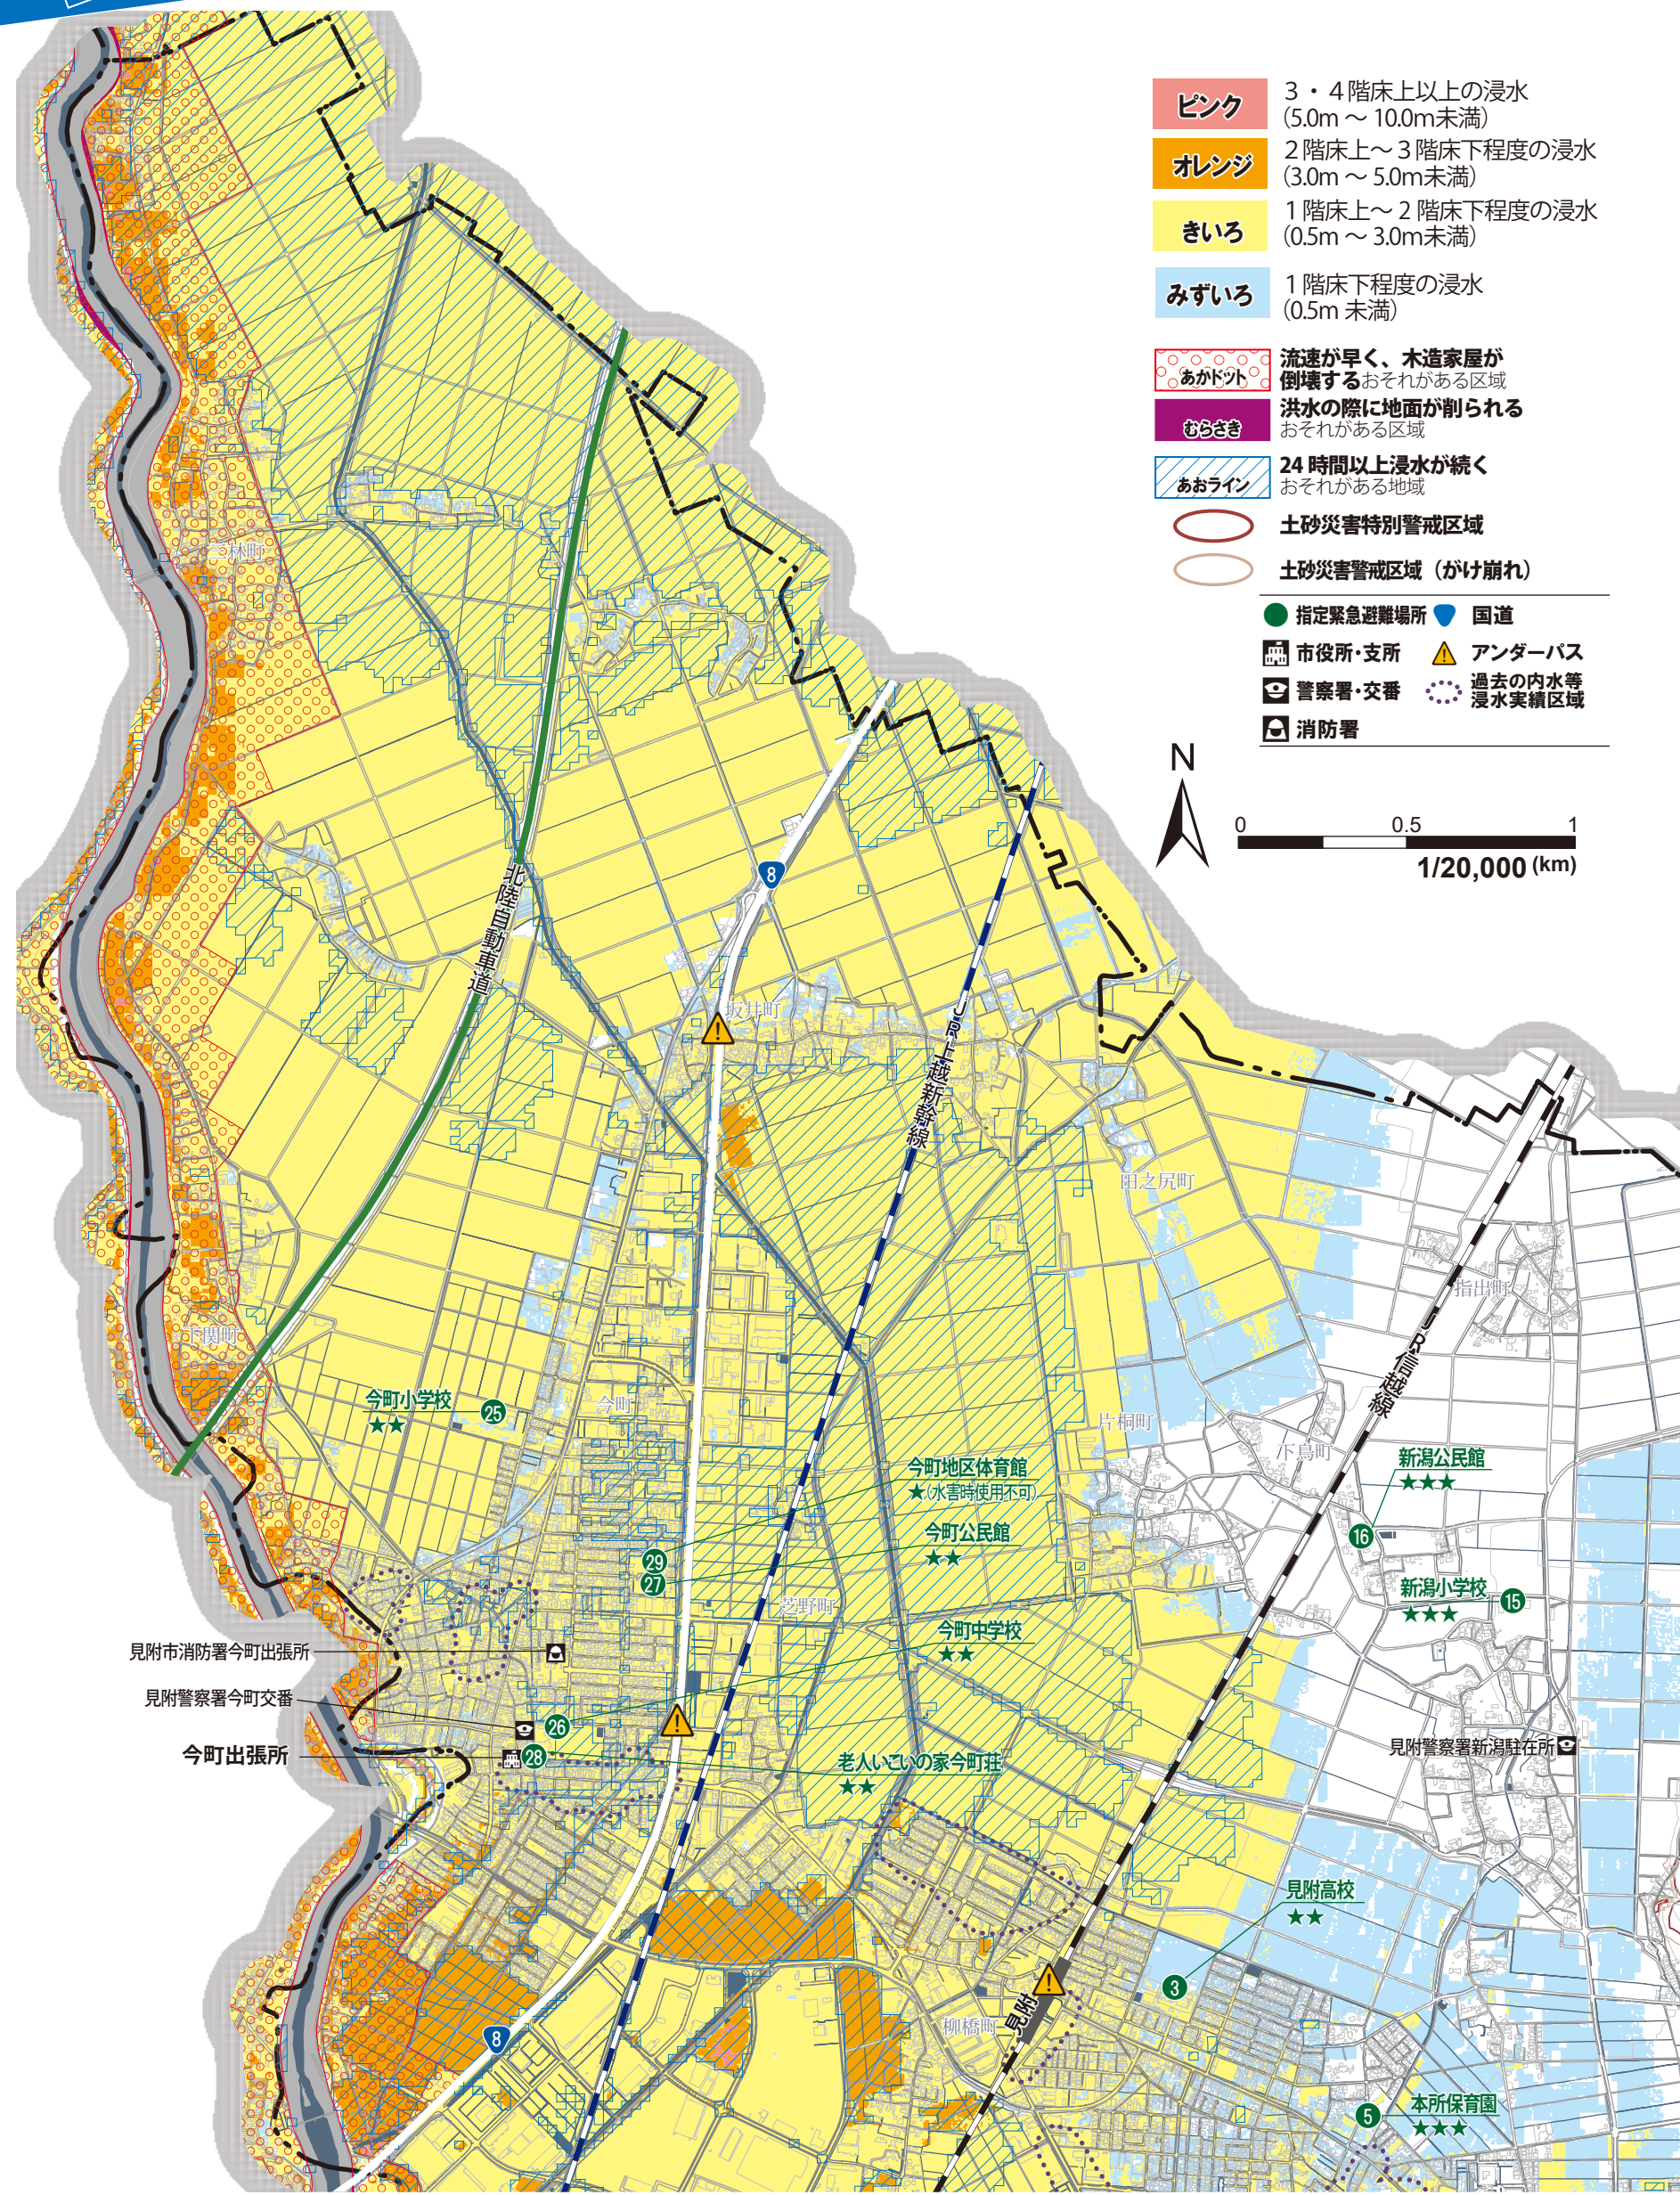 ピンク
3・4階床上以上の浸水
(5.0m ～ 10.0m未満)
オレンジ
2階床上～3階床下程度の浸水
(3.0m ～ 5.0m未満)
きいろ
1階床上～2階床下程度の浸水
(0.5m ～ 3.0m未満)
みずいろ
1階床下程度の浸水
(0.5m 未満)
あかドット
流速が早く、木造家屋が
倒壊するおそれがある区域
むらさき
洪水の際に地面が削られる
おそれがある区域
あおライン
24時間以上浸水が続く
おそれがある地域
土砂災害特別警戒区域
土砂災害警戒区域（がけ崩れ）
指定緊急避難場所
国道
市役所・支所
アンダーパス
警察署・交番
過去の内水等
浸水実績区域
消防署
N
0 0.5 1
1/20,000 (km)
三林町
北陸自動車道
8
坂井町
JR上越新幹線
田之尻町
指出町
JR信越線
下関町
今町小学校
★★
25
今町
片桐町
下鳥町
今町地区体育館
★(水害時使用不可)
29
今町公民館
★★
27
新潟公民館
★★★
16
新潟小学校
★★★
15
芝野町
今町中学校
★★
26
見附市消防署今町出張所
見附警察署今町交番
今町出張所
28
老人いこいの家今町荘
★★
見附警察署新潟駐在所
見附高校
★★
3
見附
柳橋町
8
本所保育園
★★★
5